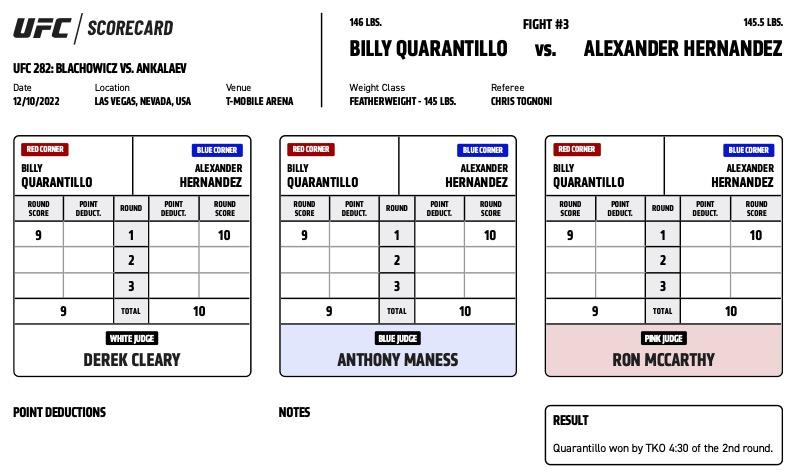 UFC / SCORECARD
UFC 282: BLACHOWICZ VS. ANKALAEV
Date Location Venue
12/10/2022 LAS VEGAS, NEVADA, USA T-MOBILE ARENA
146 LBS. FIGHT #3 145.5 LBS.
BILLY QUARANTILLO vs. ALEXANDER HERNANDEZ
Weight Class Referee
FEATHERWEIGHT - 145 LBS. CHRIS TOGNONI
RED CORNER BLUE CORNER
BILLY ALEXANDER
QUARANTILLO HERNANDEZ
ROUND POINT ROUND POINT ROUND
SCORE DEDUCT. DEDUCT. SCORE
9 1 10
2
3
9 TOTAL 10
WHITE JUDGE
DEREK CLEARY
RED CORNER BLUE CORNER
BILLY ALEXANDER
QUARANTILLO HERNANDEZ
ROUND POINT ROUND POINT ROUND
SCORE DEDUCT. DEDUCT. SCORE
9 1 10
2
3
9 TOTAL 10
BLUE JUDGE
ANTHONY MANESS
RED CORNER BLUE CORNER
BILLY ALEXANDER
QUARANTILLO HERNANDEZ
ROUND POINT ROUND POINT ROUND
SCORE DEDUCT. DEDUCT. SCORE
9 1 10
2
3
9 TOTAL 10
PINK JUDGE
RON MCCARTHY
POINT DEDUCTIONS
NOTES
RESULT
Quarantillo won by TKO 4:30 of the 2nd round.